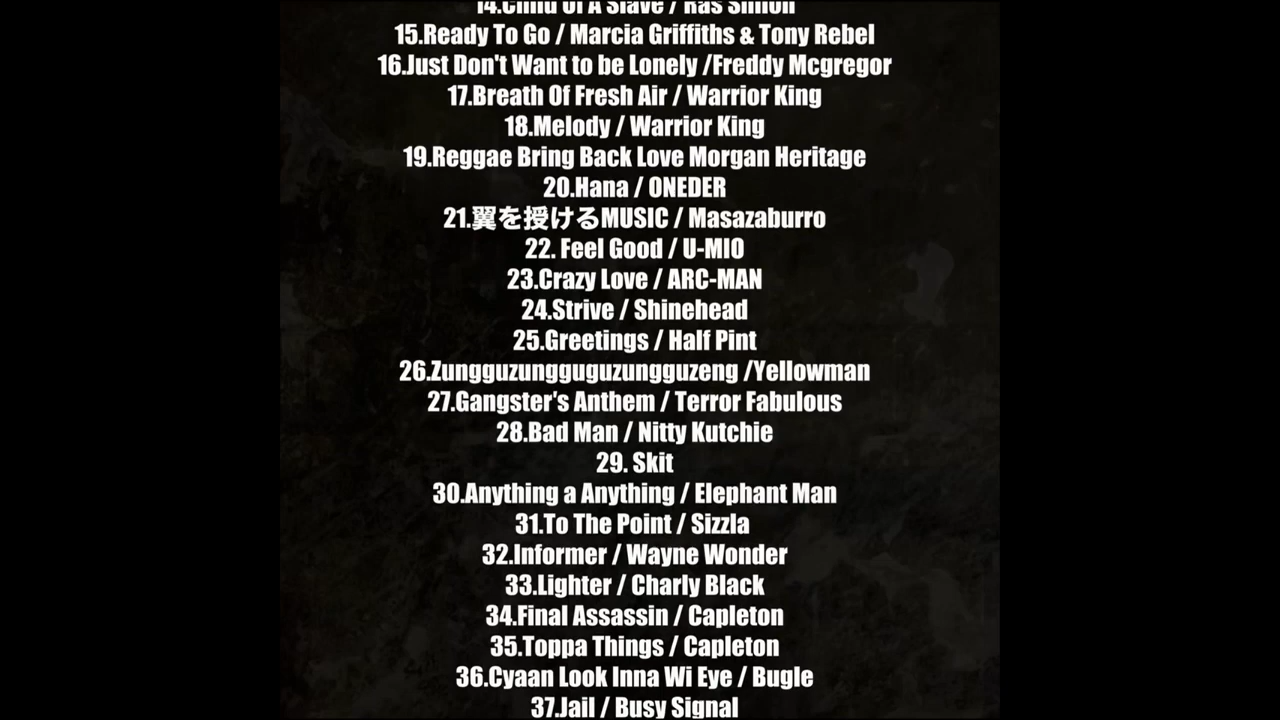 14.Child Of A Slave / Ras Shiloh
15.Ready To Go / Marcia Griffiths & Tony Rebel
16.Just Don't Want to be Lonely /Freddy Mcgregor
17.Breath Of Fresh Air / Warrior King
18.Melody / Warrior King
19.Reggae Bring Back Love Morgan Heritage
20.Hana / ONEDER
21.翼を授けるMUSIC / Masazaburro
22. Feel Good / U-MIO
23.Crazy Love / ARC-MAN
24.Strive / Shinehead
25.Greetings / Half Pint
26.Zungguzungguguzungguzeng /Yellowman
27.Gangster's Anthem / Terror Fabulous
28.Bad Man / Nitty Kutchie
29. Skit
30.Anything a Anything / Elephant Man
31.To The Point / Sizzla
32.Informer / Wayne Wonder
33.Lighter / Charly Black
34.Final Assassin / Capleton
35.Toppa Things / Capleton
36.Cyaan Look Inna Wi Eye / Bugle
37.Jail / Busy Signal